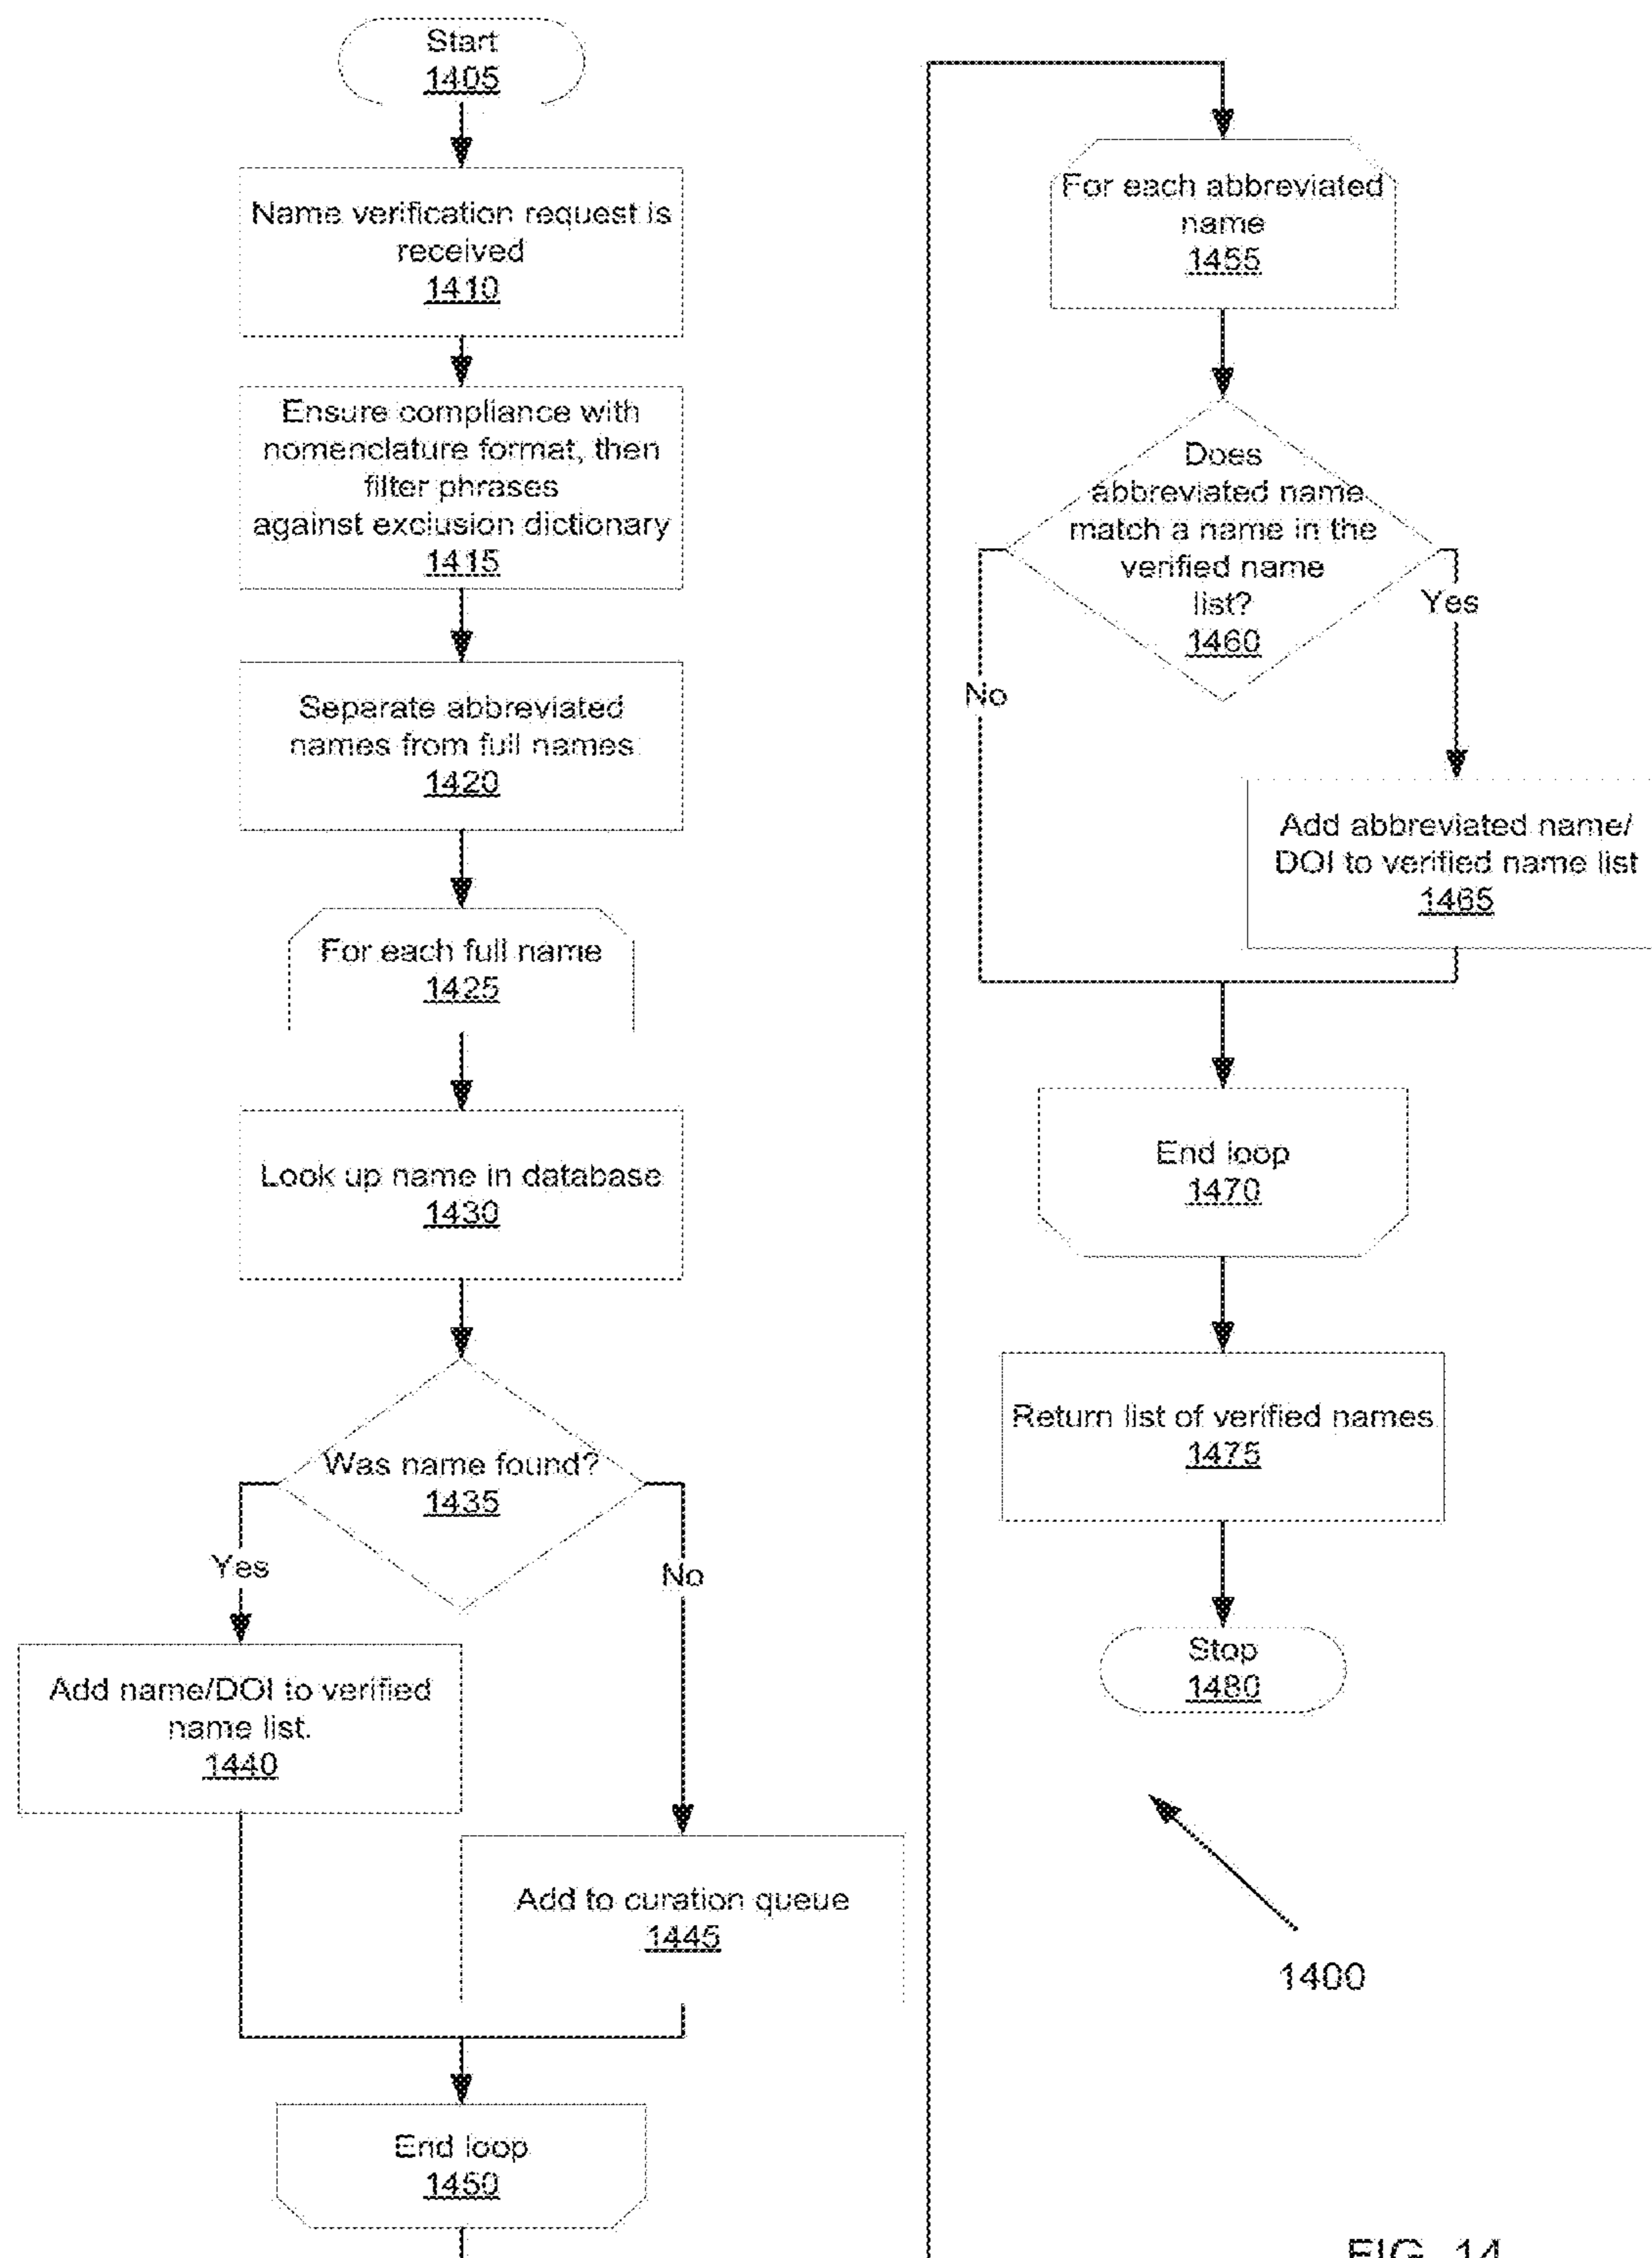 Start
1405
Name verification request is
received
1410
Ensure compliance with
nomenclature format, then
filter phrases
against exclusion dictionary
1415
Separate abbreviated
names from full names
1420
For each full name
1425
Look up name in database
1430
Was name found?
1435
Yes
No
Add name/DOI to verified
name list.
1440
Add to curation queue
1445
End loop
1450
For each abbreviated
name
1455
Does
abbreviated name
match a name in the
verified name
list?
1460
Yes
No
Add abbreviated name/
DOI to verified name list
1465
End loop
1470
Return list of verified names
1475
Stop
1480
1400
FIG. 14